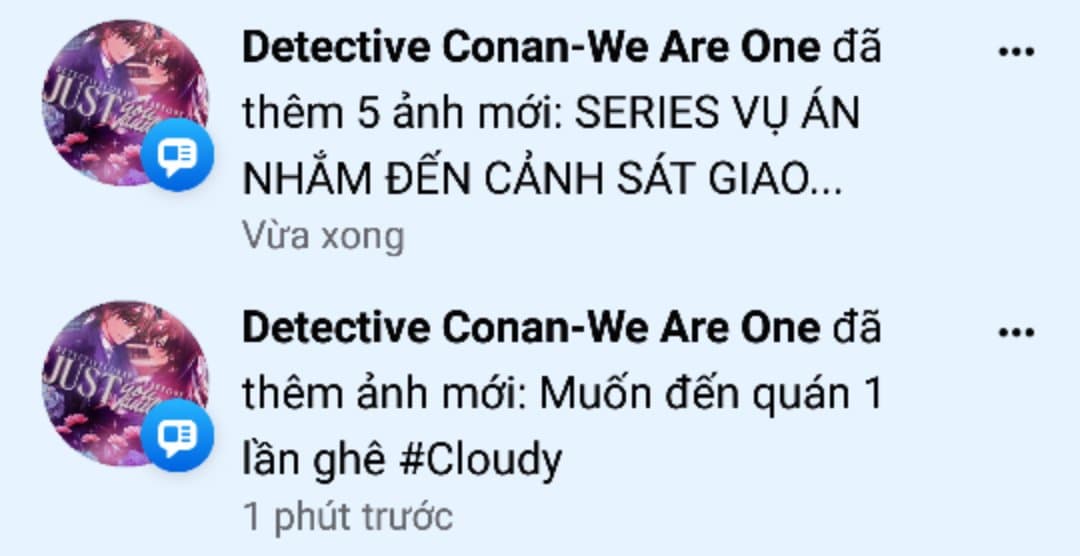 Detective Conan-We Are One đã
thêm 5 ảnh mới: SERIES VỤ ÁN
NHẮM ĐẾN CẢNH SÁT GIAO...
Vừa xong
JUST
Detective Conan-We Are One đã
thêm ảnh mới: Muốn đến quán 1
lần ghê #Cloudy
1 phút trước
JUST